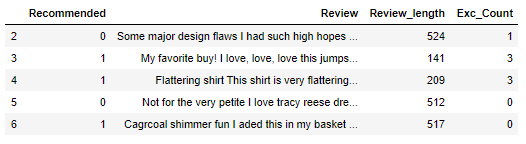 Recommended Review Review_length Exc_Count
2 0 Some major design flaws I had such high hopes ... 524 1
3 1 My favorite buy! I love, love, love this jumps... 141 3
4 1 Flattering shirt This shirt is very flattering... 209 3
5 0 Not for the very petite I love tracy reese dre... 512 0
6 1 Cagrcoal shimmer fun I aded this in my basket ... 517 0